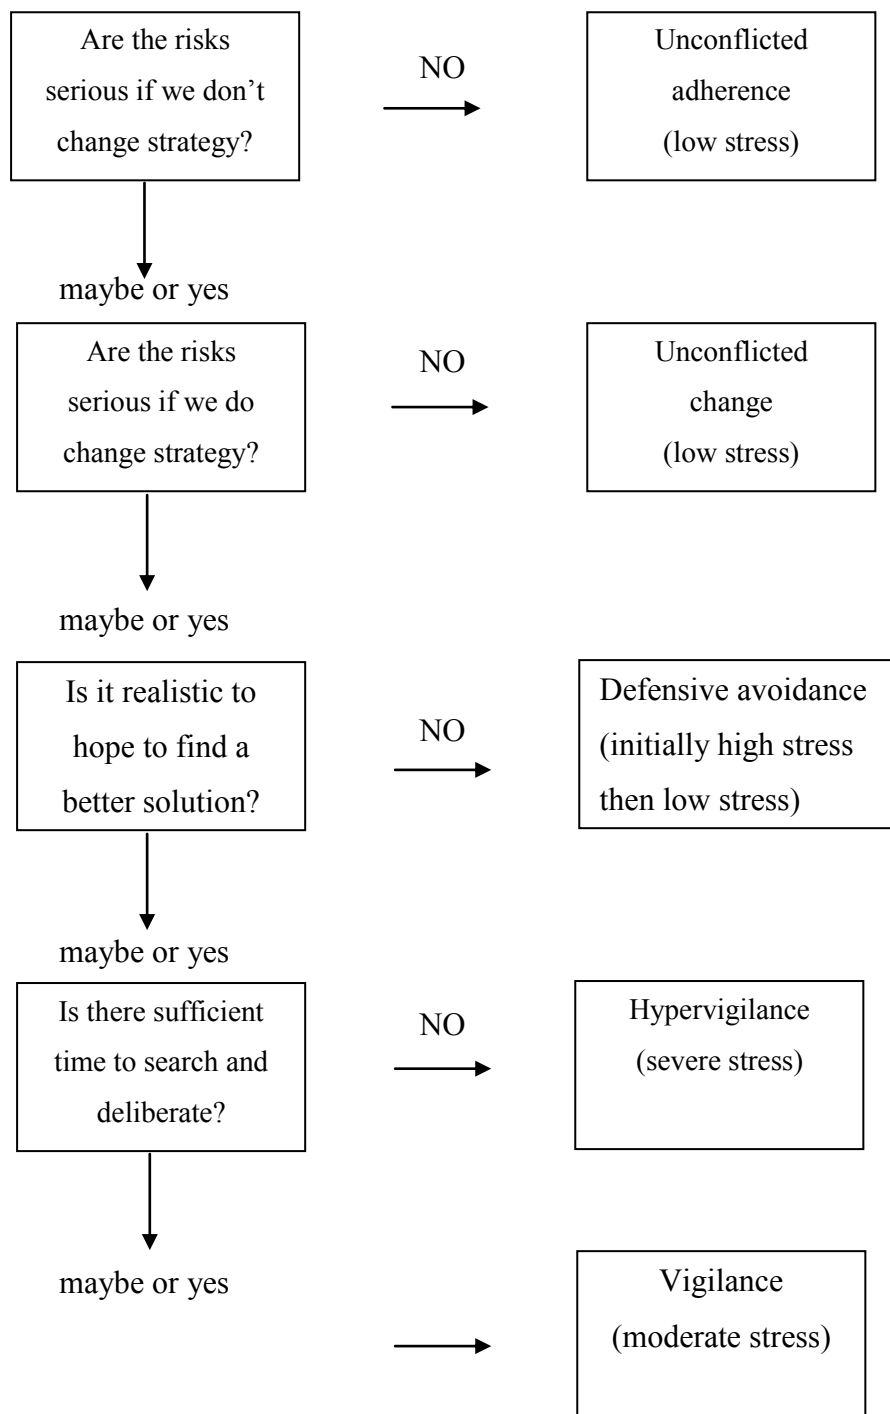 Are the risks
serious if we don’t
change strategy?
NO
Unconflicted
adherence
(low stress)
maybe or yes
Are the risks
serious if we do
change strategy?
NO
Unconflicted
change
(low stress)
maybe or yes
Is it realistic to
hope to find a
better solution?
NO
Defensive avoidance
(initially high stress
then low stress)
maybe or yes
Is there sufficient
time to search and
deliberate?
NO
Hypervigilance
(severe stress)
maybe or yes
Vigilance
(moderate stress)